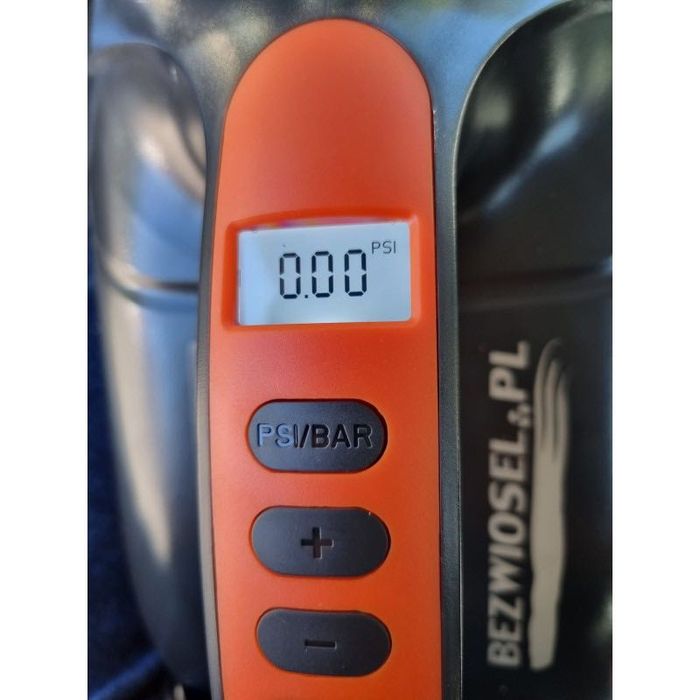 0.00 PSI
PSI/BAR
+
-
BEZWIOSEL.PL